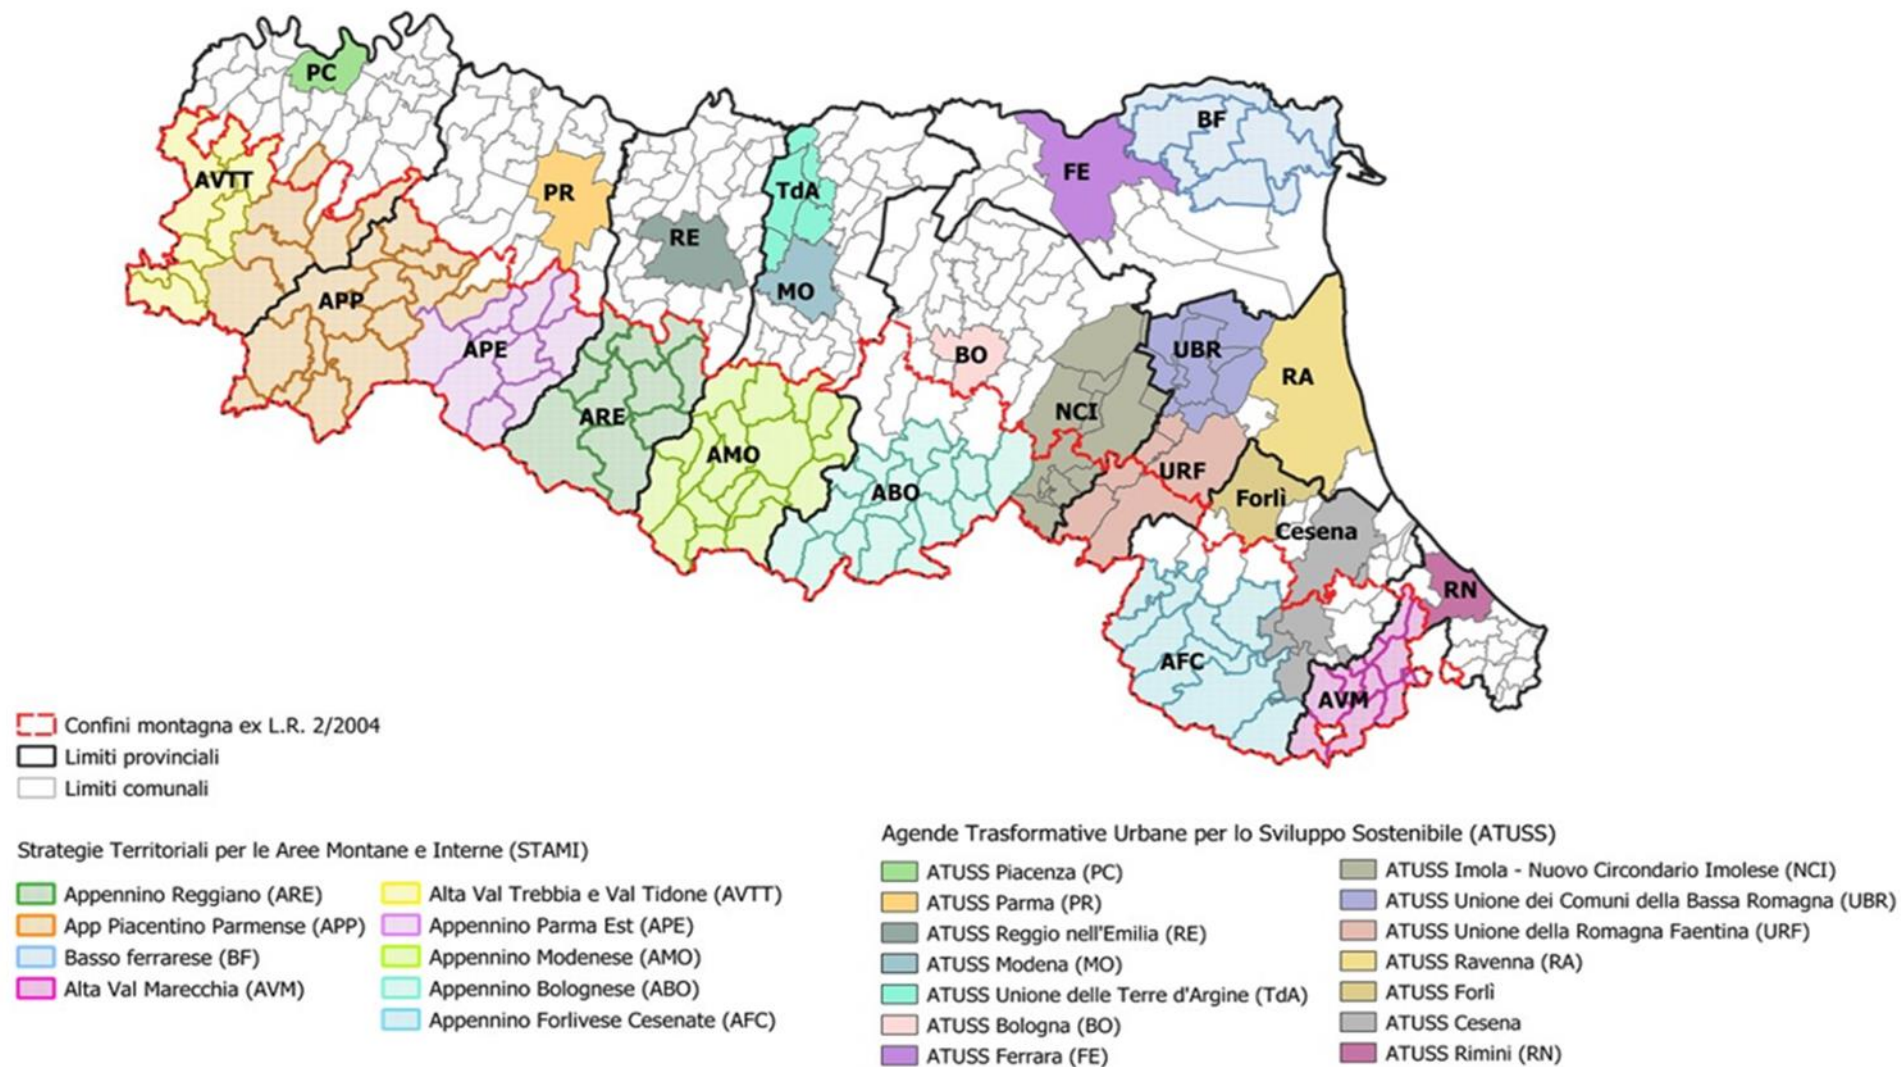 PC
BF
AVTT
PR
TdA
FE
RE
APP
MO
APE
BO
UBR
RA
ARE
NCI
AMO
URF
ABO
Forlì
Cesena
RN
AFC
AVM
Confini montagna ex L.R. 2/2004
Limiti provinciali
Limiti comunali
Strategie Territoriali per le Aree Montane e Interne (STAMI)
Appennino Reggiano (ARE)
App Piacentino Parmense (APP)
Basso ferrarese (BF)
Alta Val Marecchia (AVM)
Alta Val Trebbia e Val Tidone (AVTT)
Appennino Parma Est (APE)
Appennino Modenese (AMO)
Appennino Bolognese (ABO)
Appennino Forlivese Cesenate (AFC)
Agende Trasformative Urbane per lo Sviluppo Sostenibile (ATUSS)
ATUSS Piacenza (PC)
ATUSS Parma (PR)
ATUSS Reggio nell'Emilia (RE)
ATUSS Modena (MO)
ATUSS Unione delle Terre d'Argine (TdA)
ATUSS Bologna (BO)
ATUSS Ferrara (FE)
ATUSS Imola - Nuovo Circondario Imolese (NCI)
ATUSS Unione dei Comuni della Bassa Romagna (UBR)
ATUSS Unione della Romagna Faentina (URF)
ATUSS Ravenna (RA)
ATUSS Forlì
ATUSS Cesena
ATUSS Rimini (RN)